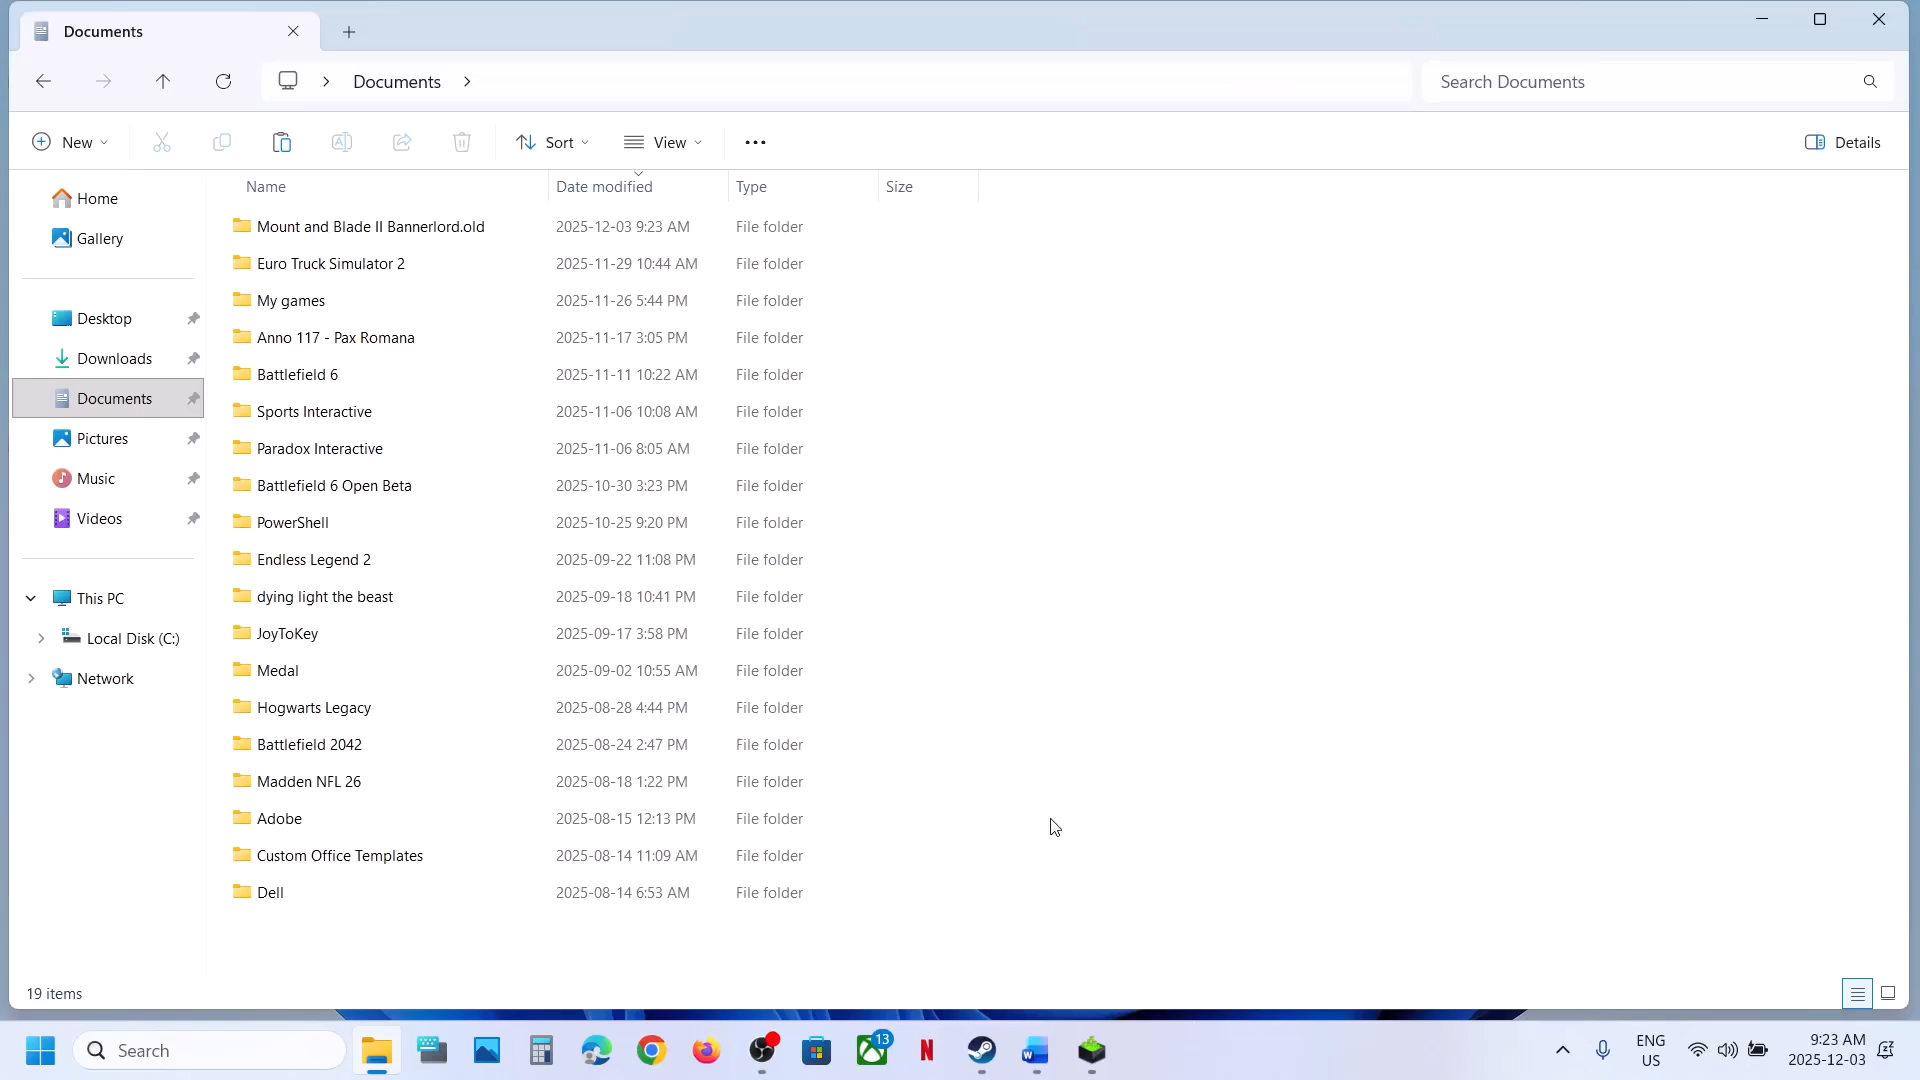 Documents
Documents
Search Documents
New
Sort
View
Details
Name Date modified Type Size
Home
Gallery
Desktop
Downloads
Documents
Pictures
Music
Videos
This PC
Local Disk (C:)
Network
Mount and Blade II Bannerlord.old 2025-12-03 9:23 AM File folder
Euro Truck Simulator 2 2025-11-29 10:44 AM File folder
My games 2025-11-26 5:44 PM File folder
Anno 117 - Pax Romana 2025-11-17 3:05 PM File folder
Battlefield 6 2025-11-11 10:22 AM File folder
Sports Interactive 2025-11-06 10:08 AM File folder
Paradox Interactive 2025-11-06 8:05 AM File folder
Battlefield 6 Open Beta 2025-10-30 3:23 PM File folder
PowerShell 2025-10-25 9:20 PM File folder
Endless Legend 2 2025-09-22 11:08 PM File folder
dying light the beast 2025-09-18 10:41 PM File folder
JoyToKey 2025-09-17 3:58 PM File folder
Medal 2025-09-02 10:55 AM File folder
Hogwarts Legacy 2025-08-28 4:44 PM File folder
Battlefield 2042 2025-08-24 2:47 PM File folder
Madden NFL 26 2025-08-18 1:22 PM File folder
Adobe 2025-08-15 12:13 PM File folder
Custom Office Templates 2025-08-14 11:09 AM File folder
Dell 2025-08-14 6:53 AM File folder
19 items
Search
13
N
W
ENG
US
9:23 AM
2025-12-03